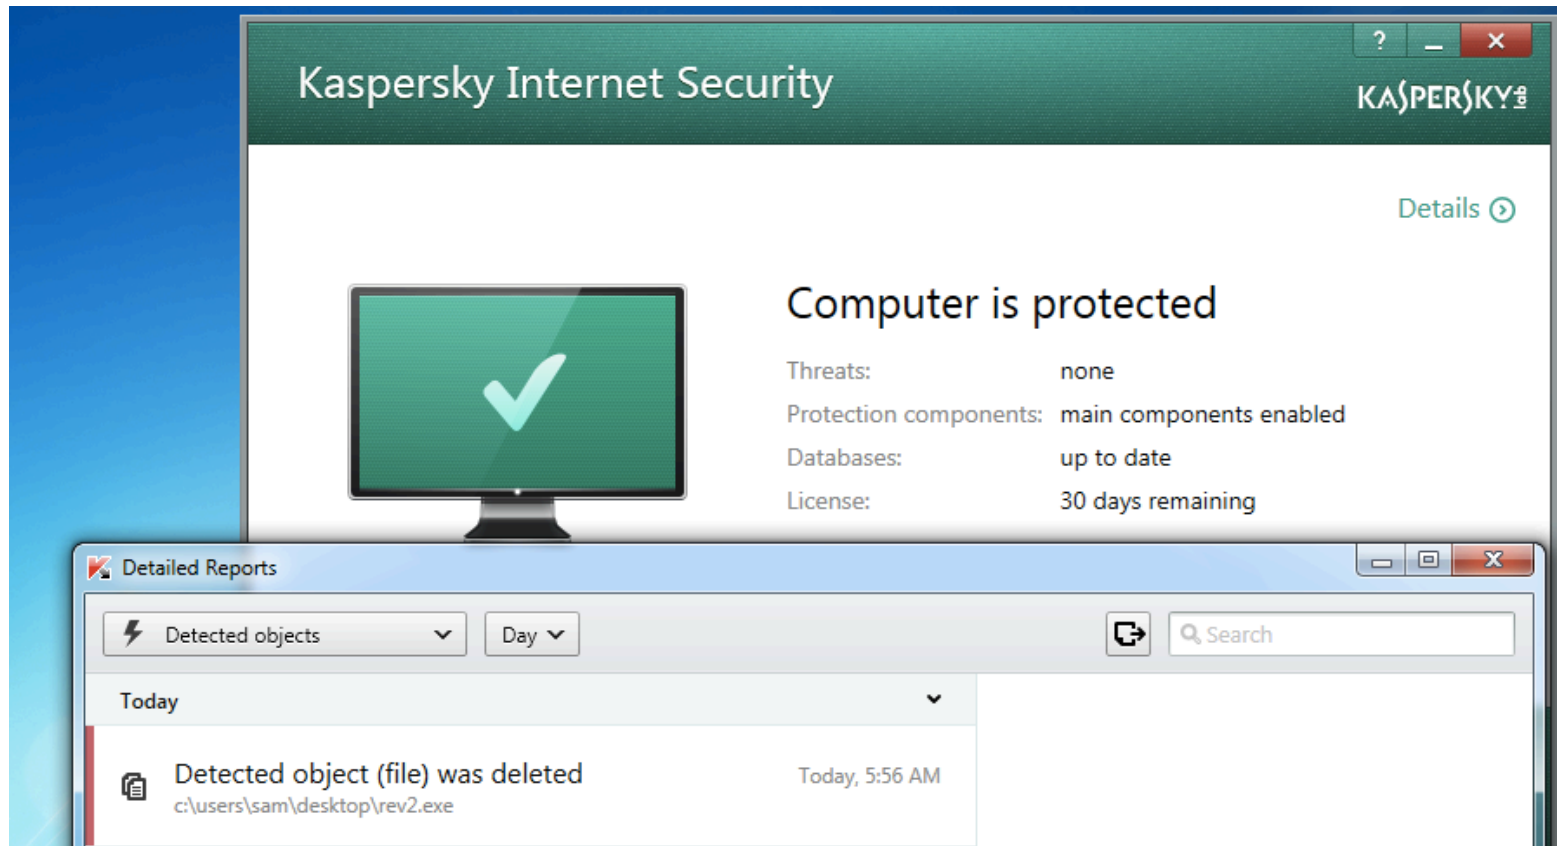 ?
Kaspersky Internet Security
KASPERSKY lab
Details
Computer is protected
Threats: none
Protection components: main components enabled
Databases: up to date
License: 30 days remaining
Detailed Reports
Detected objects Day Search
Today
Detected object (file) was deleted Today, 5:56 AM
c:\users\sam\desktop\rev2.exe